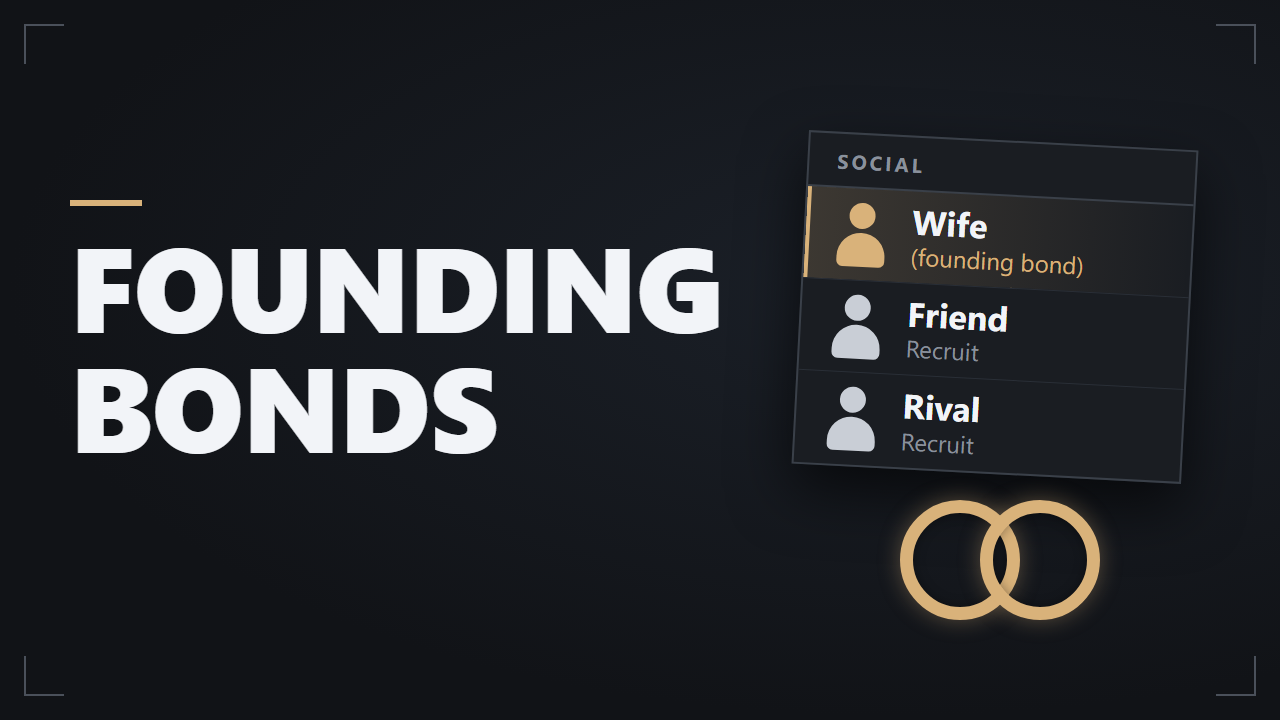 FOUNDING
BONDS
SOCIAL
Wife
(founding bond)
Friend
Recruit
Rival
Recruit